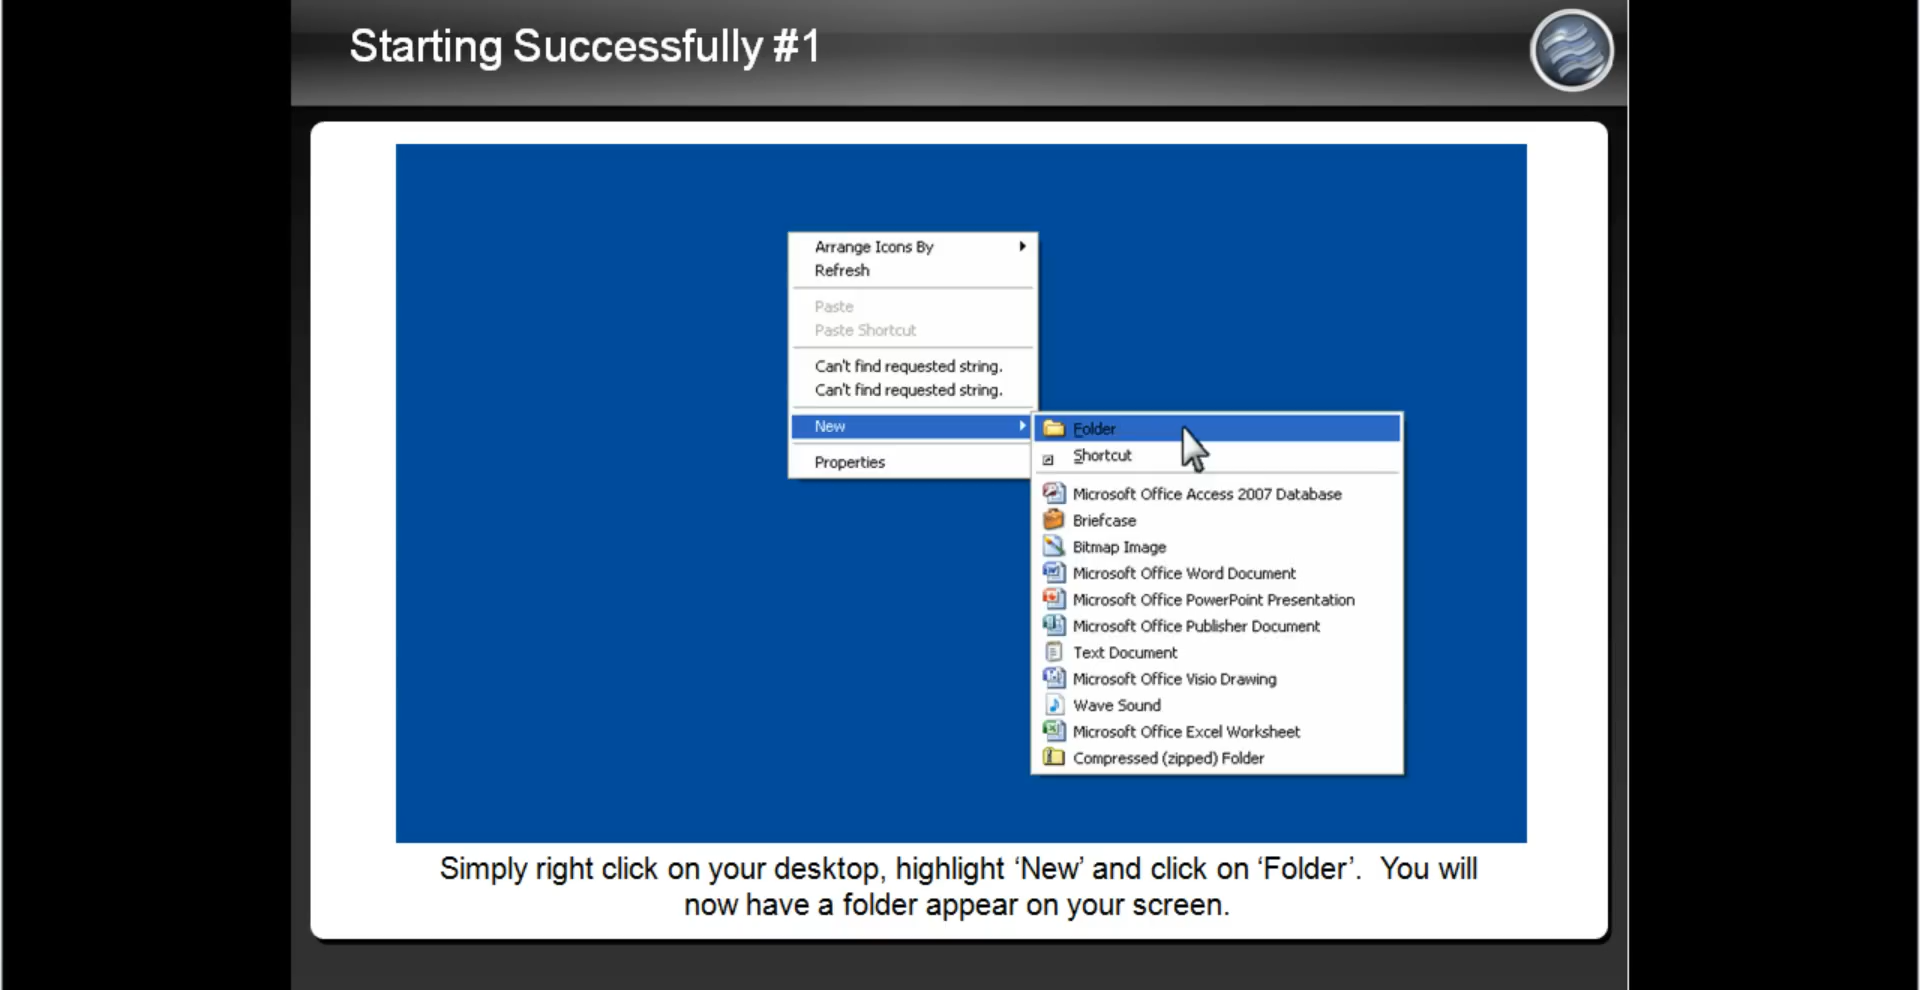 Starting Successfully #1
Arrange Icons By
Refresh
Paste
Paste Shortcut
Can't find requested string.
Can't find requested string.
New
Properties
Folder
Shortcut
Microsoft Office Access 2007 Database
Briefcase
Bitmap Image
Microsoft Office Word Document
Microsoft Office PowerPoint Presentation
Microsoft Office Publisher Document
Text Document
Microsoft Office Visio Drawing
Wave Sound
Microsoft Office Excel Worksheet
Compressed (zipped) Folder
Simply right click on your desktop, highlight ‘New’ and click on ‘Folder’.  You will
now have a folder appear on your screen.